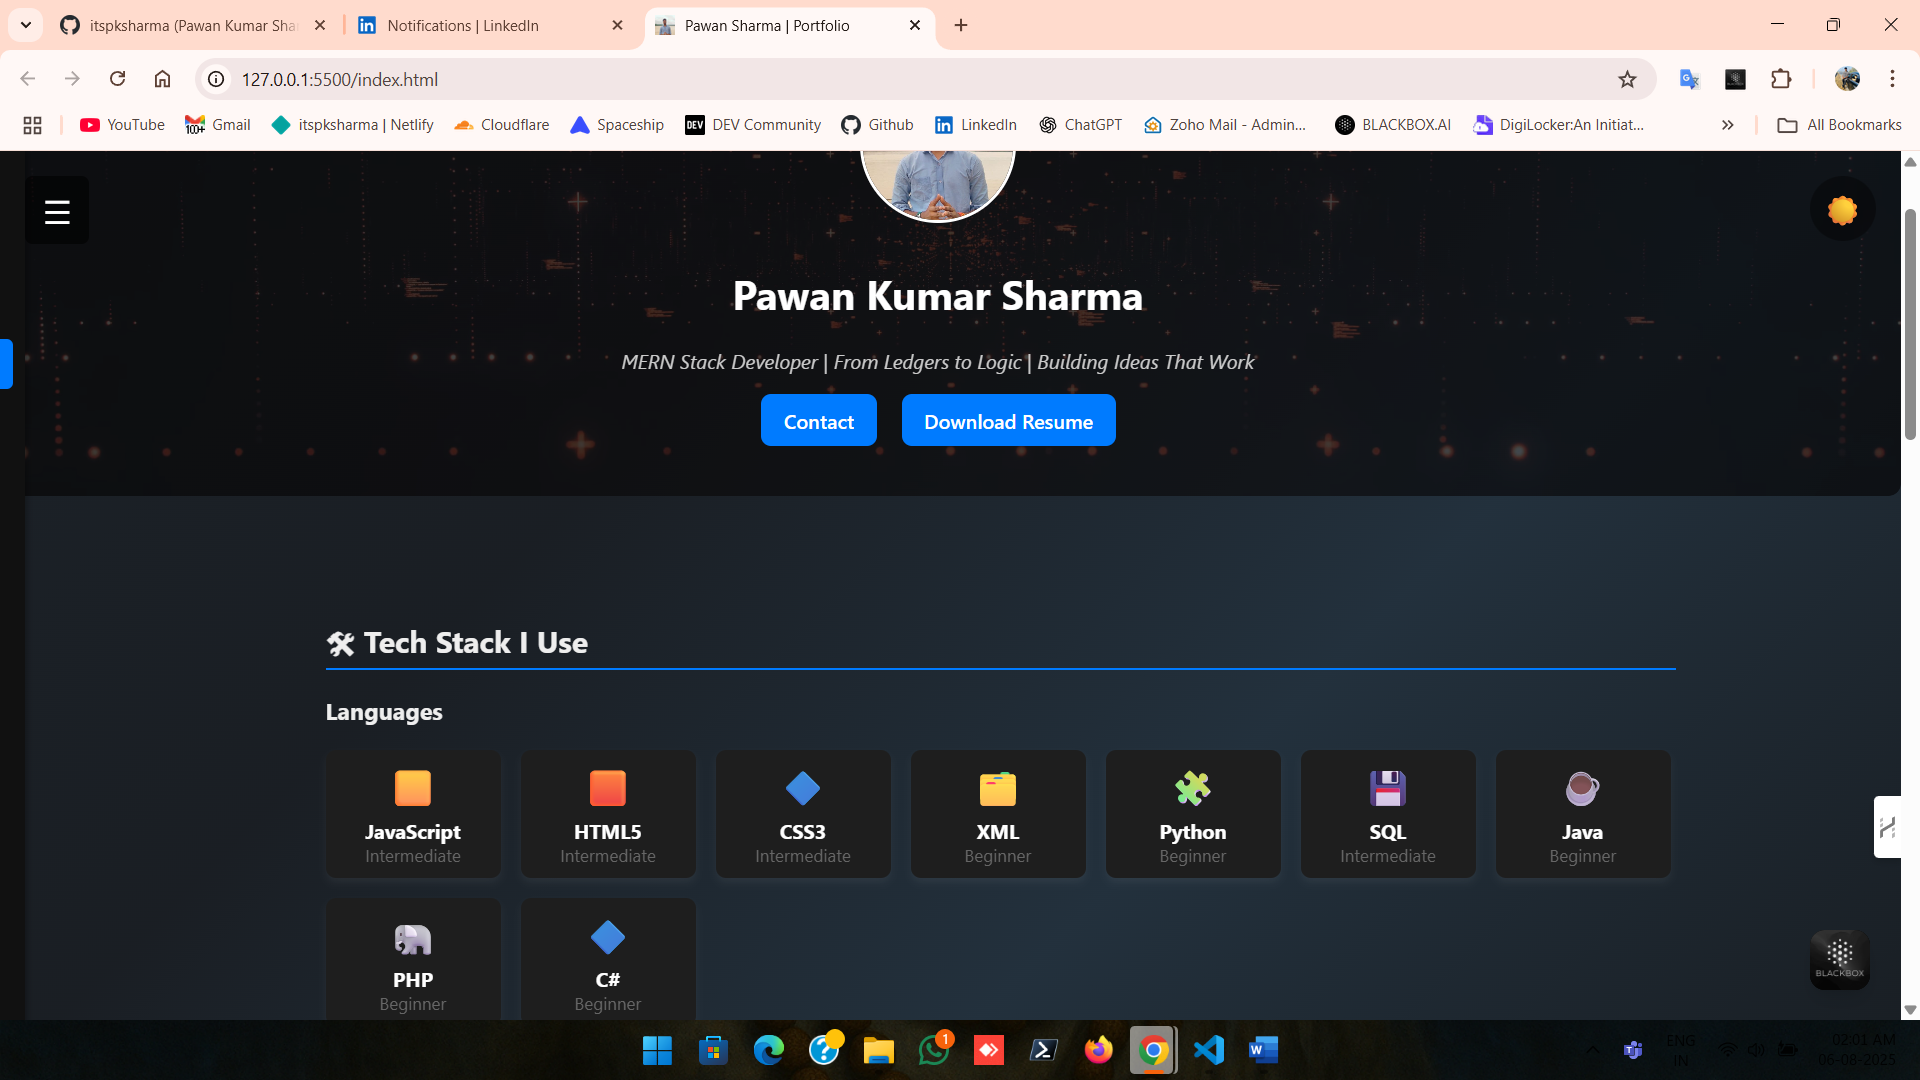 itspksharma (Pawan Kumar Shar
Notifications | LinkedIn
Pawan Sharma | Portfolio
127.0.0.1:5500/index.html
YouTube
100+
Gmail
itspksharma | Netlify
Cloudflare
Spaceship
DEV
DEV Community
Github
LinkedIn
ChatGPT
Zoho Mail - Admin...
BLACKBOX.AI
DigiLocker:An Initiat...
All Bookmarks
Pawan Kumar Sharma
MERN Stack Developer | From Ledgers to Logic | Building Ideas That Work
Contact
Download Resume
🛠 Tech Stack I Use
Languages
JavaScript
Intermediate
HTML5
Intermediate
CSS3
Intermediate
XML
Beginner
Python
Beginner
SQL
Intermediate
Java
Beginner
PHP
Beginner
C#
Beginner
BLACKBOX
1
ENG
IN
02:01 AM
06-08-2025